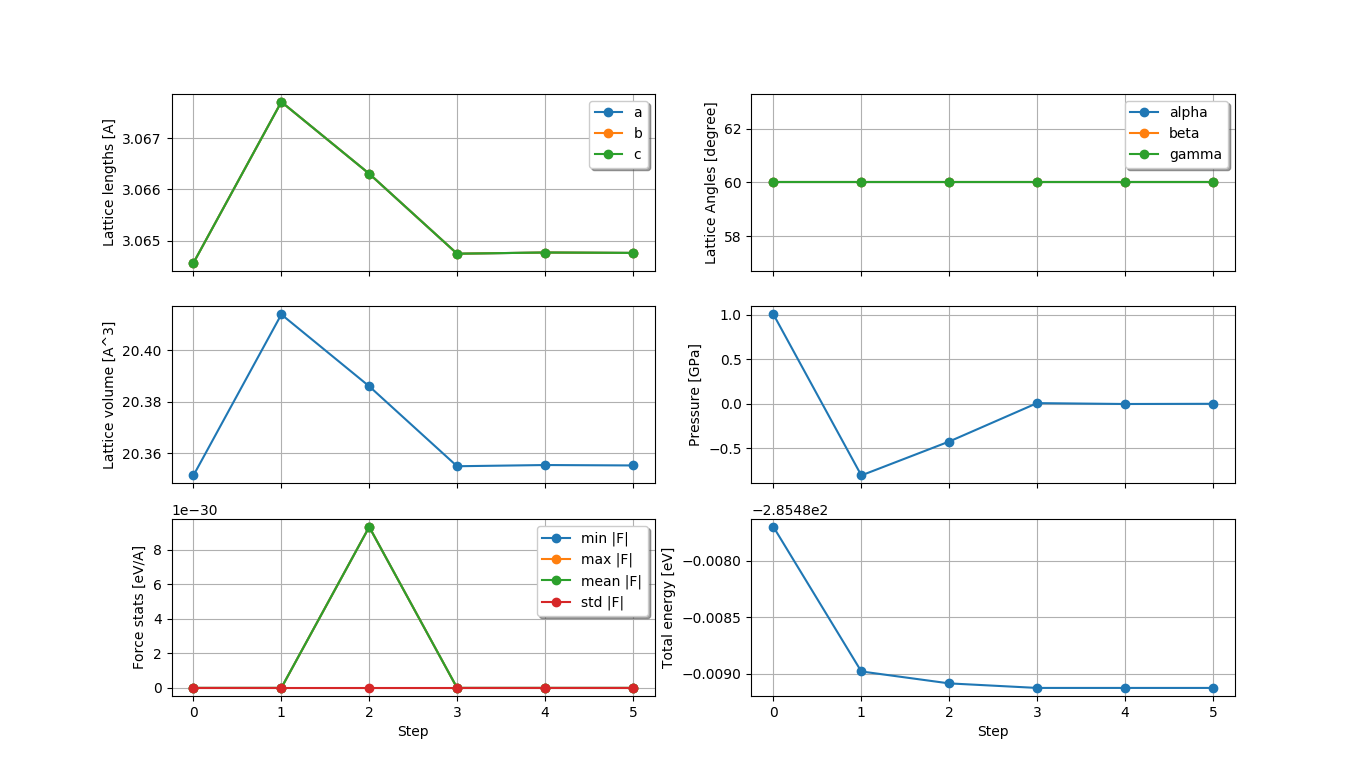 Lattice lengths [A]
3.067
3.066
3.065
a
b
c
Lattice Angles [degree]
62
60
58
alpha
beta
gamma
Lattice volume [A^3]
20.40
20.38
20.36
Pressure [GPa]
1.0
0.5
0.0
−0.5
1e−30
Force stats [eV/A]
8
6
4
2
0
min |F|
max |F|
mean |F|
std |F|
0 1 2 3 4 5
Step
−2.8548e2
Total energy [eV]
−0.0080
−0.0085
−0.0090
0 1 2 3 4 5
Step